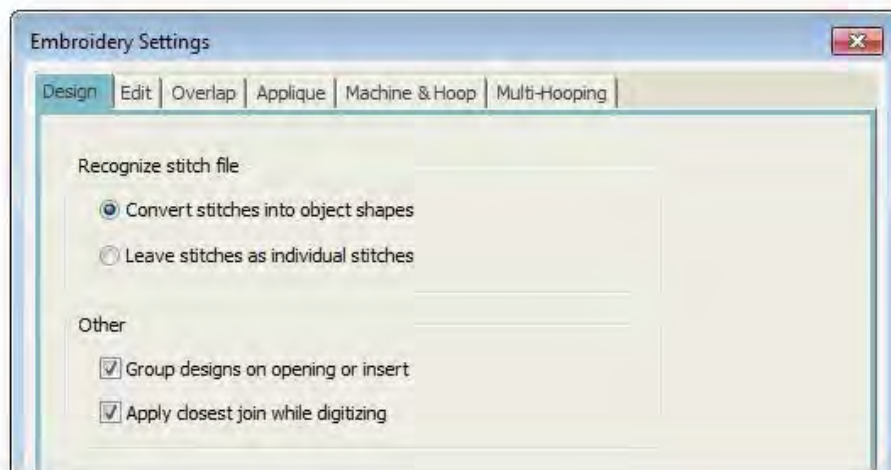 Embroidery Settings
Design Edit Overlap Applique Machine & Hoop Multi-Hooping
Recognize stitch file
Convert stitches into object shapes
Leave stitches as individual stitches
Other
Group designs on opening or insert
Apply closest join while digitizing